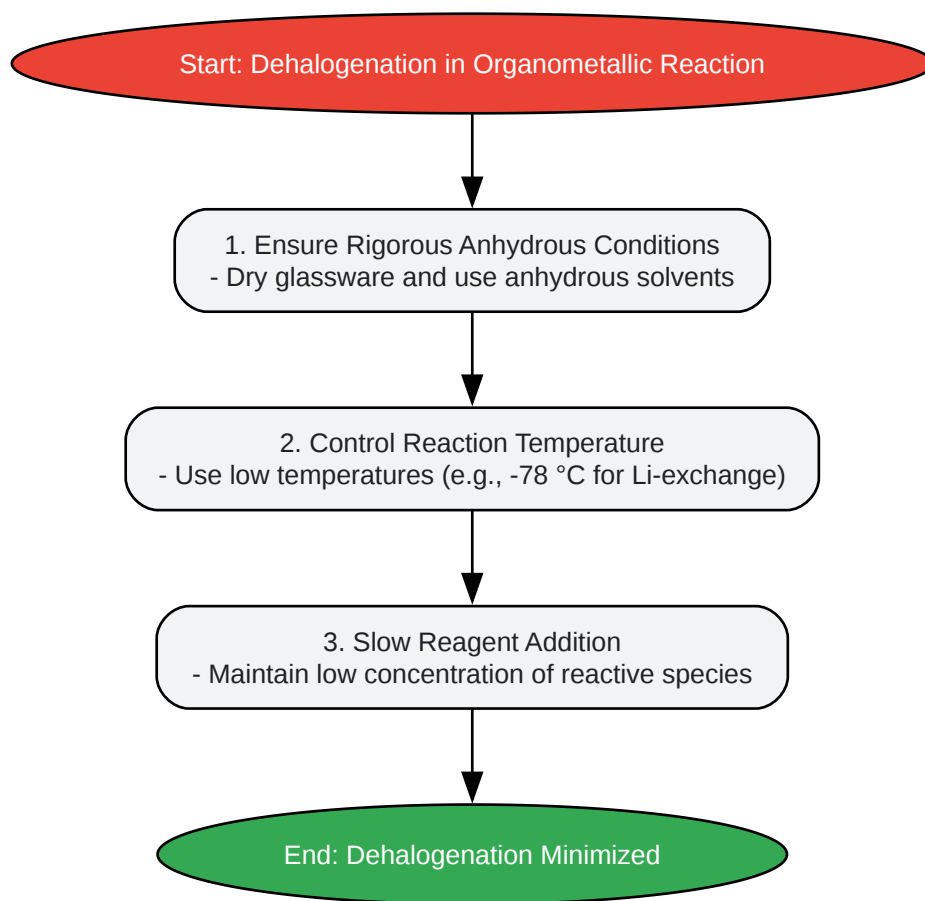 Start: Dehalogenation in Organometallic Reaction
1. Ensure Rigorous Anhydrous Conditions
- Dry glassware and use anhydrous solvents
2. Control Reaction Temperature
- Use low temperatures (e.g., -78 °C for Li-exchange)
3. Slow Reagent Addition
- Maintain low concentration of reactive species
End: Dehalogenation Minimized